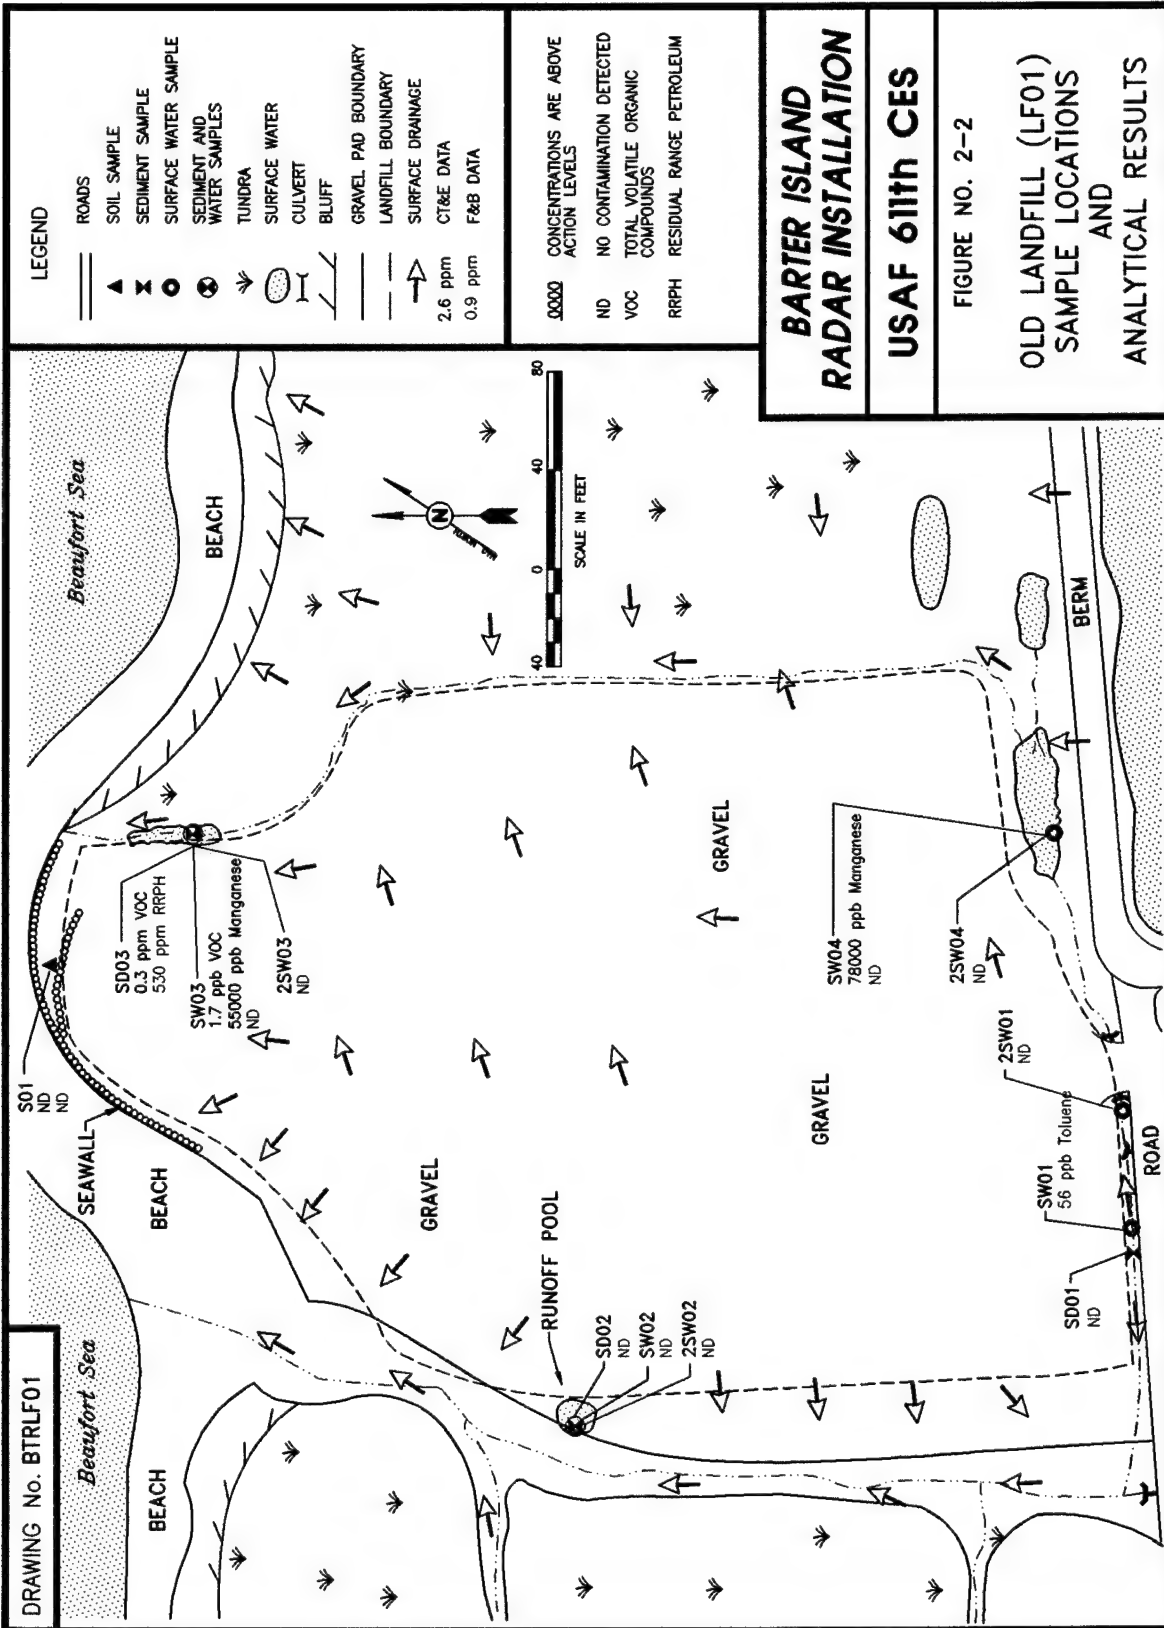 DRAWING No. BTRLF01
Beaufort Sea
BEACH
S01
ND
ND
SEAWALL
BEACH
Beaufort Sea
BEACH
SD03
0.3 ppm VOC
530 ppm RRPH
SW03
1.7 ppb VOC
55000 ppb Manganese
ND
2SW03
ND
N
40
0
40
80
SCALE IN FEET
GRAVEL
RUNOFF POOL
SD02
ND
SW02
ND
2SW02
ND
GRAVEL
GRAVEL
SW04
78000 ppb Manganese
ND
2SW04
ND
2SW01
ND
SW01
56 ppb Toluene
SD01
ND
ROAD
BERM
LEGEND
ROADS
SOIL SAMPLE
SEDIMENT SAMPLE
SURFACE WATER SAMPLE
SEDIMENT AND
WATER SAMPLES
TUNDRA
SURFACE WATER
CULVERT
BLUFF
GRAVEL PAD BOUNDARY
LANDFILL BOUNDARY
SURFACE DRAINAGE
2.6 ppm CT&E DATA
0.9 ppm F&B DATA
0000 CONCENTRATIONS ARE ABOVE
ACTION LEVELS
ND NO CONTAMINATION DETECTED
VOC TOTAL VOLATILE ORGANIC
COMPOUNDS
RRPH RESIDUAL RANGE PETROLEUM
BARTER ISLAND
RADAR INSTALLATION
USAF 611th CES
FIGURE NO. 2-2
OLD LANDFILL (LF01)
SAMPLE LOCATIONS
AND
ANALYTICAL RESULTS